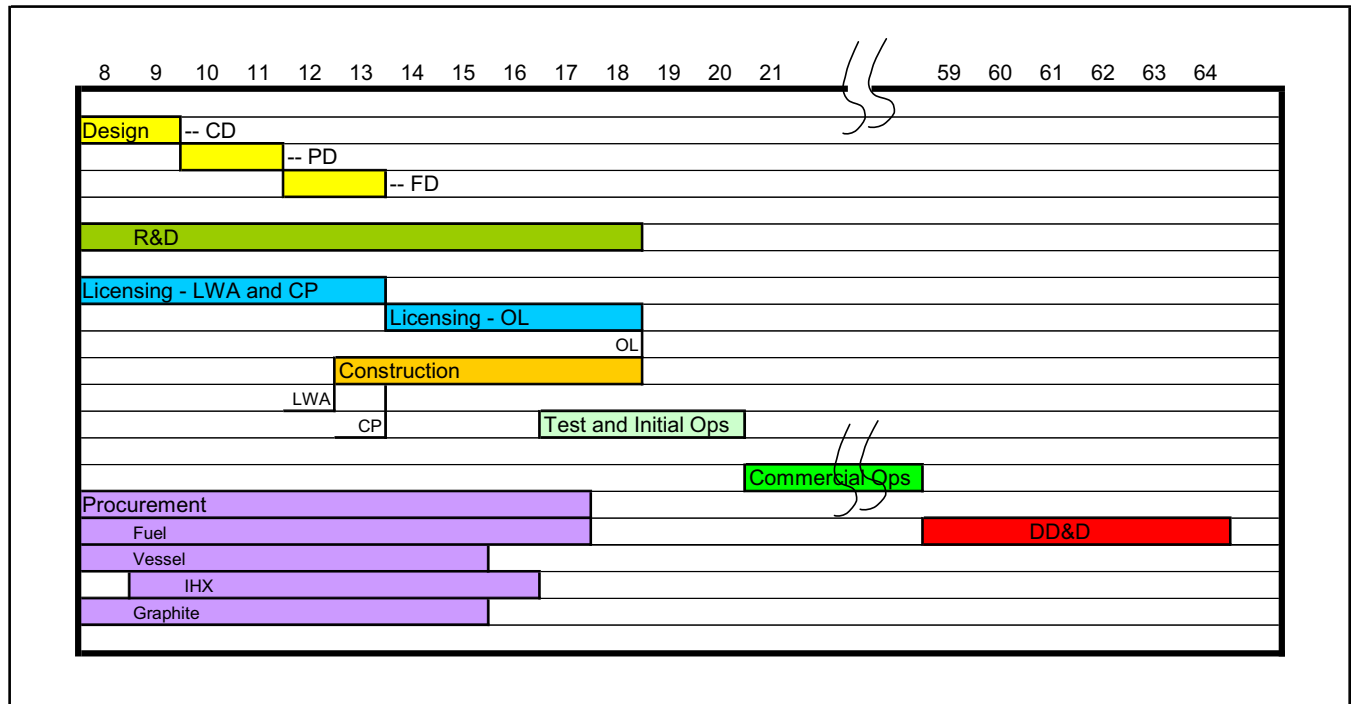 8 9 10 11 12 13 14 15 16 17 18 19 20 21 59 60 61 62 63 64
Design -- CD
-- PD
-- FD
R&D
Licensing - LWA and CP
Licensing - OL
OL
Construction
LWA
CP Test and Initial Ops
Commercial Ops
Procurement
Fuel DD&D
Vessel
IHX
Graphite